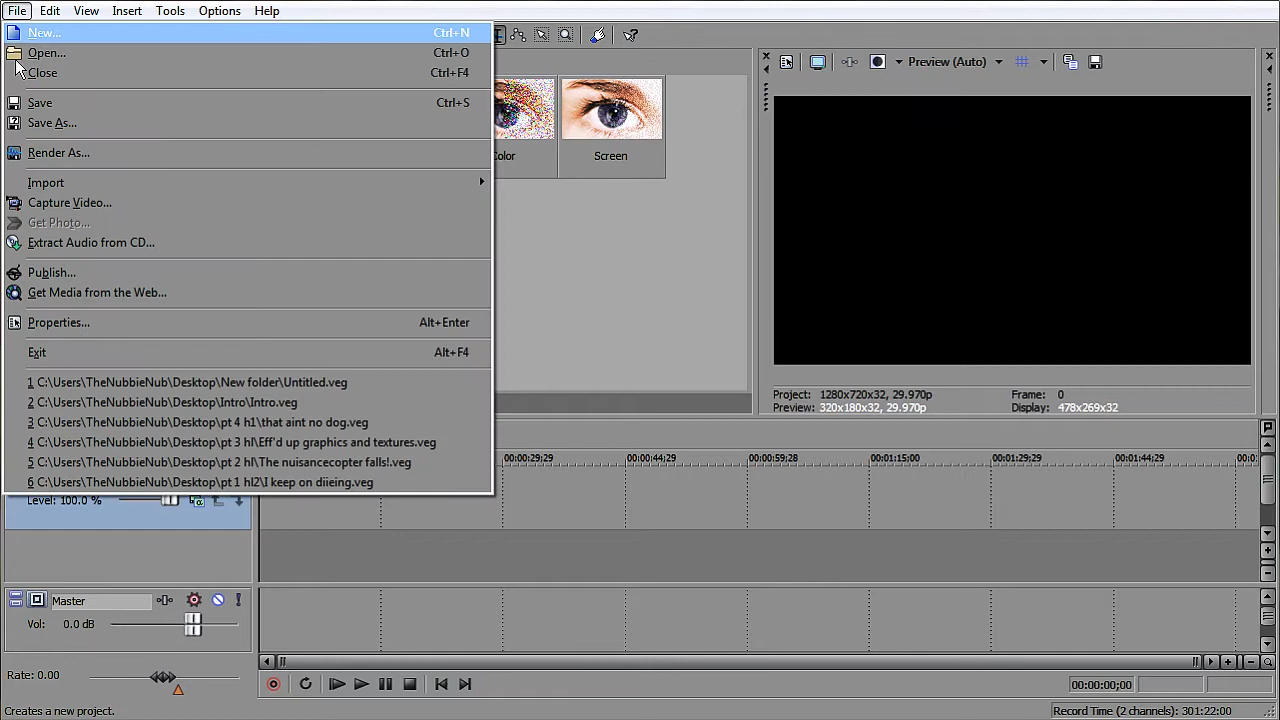 File Edit View Insert Tools Options Help
New... Ctrl+N
Open... Ctrl+O
Close Ctrl+F4
Save Ctrl+S
Save As...
Render As...
Import
Capture Video...
Get Photo...
Extract Audio from CD...
Publish...
Get Media from the Web...
Properties... Alt+Enter
Exit Alt+F4
1 C:\Users\TheNubbieNub\Desktop\New folder\Untitled.veg
2 C:\Users\TheNubbieNub\Desktop\Intro\Intro.veg
3 C:\Users\TheNubbieNub\Desktop\pt 4 h1\that aint no dog.veg
4 C:\Users\TheNubbieNub\Desktop\pt 3 hl\Eff'd up graphics and textures.veg
5 C:\Users\TheNubbieNub\Desktop\pt 2 hl\The nuisancecopter falls!.veg
6 C:\Users\TheNubbieNub\Desktop\pt 1 hl2\I keep on diieing.veg
Color Screen
Preview (Auto)
Project: 1280x720x32, 29.970p Frame: 0
Preview: 320x180x32, 29.970p Display: 478x269x32
00:00:29;29 00:00:44;29 00:00:59;28 00:01:15;00 00:01:29;29 00:01:44;29 00:0
Level: 100.0 %
Master
Vol: 0.0 dB
Rate: 0.00
00:00:00;00
Creates a new project. Record Time (2 channels): 301:22:00